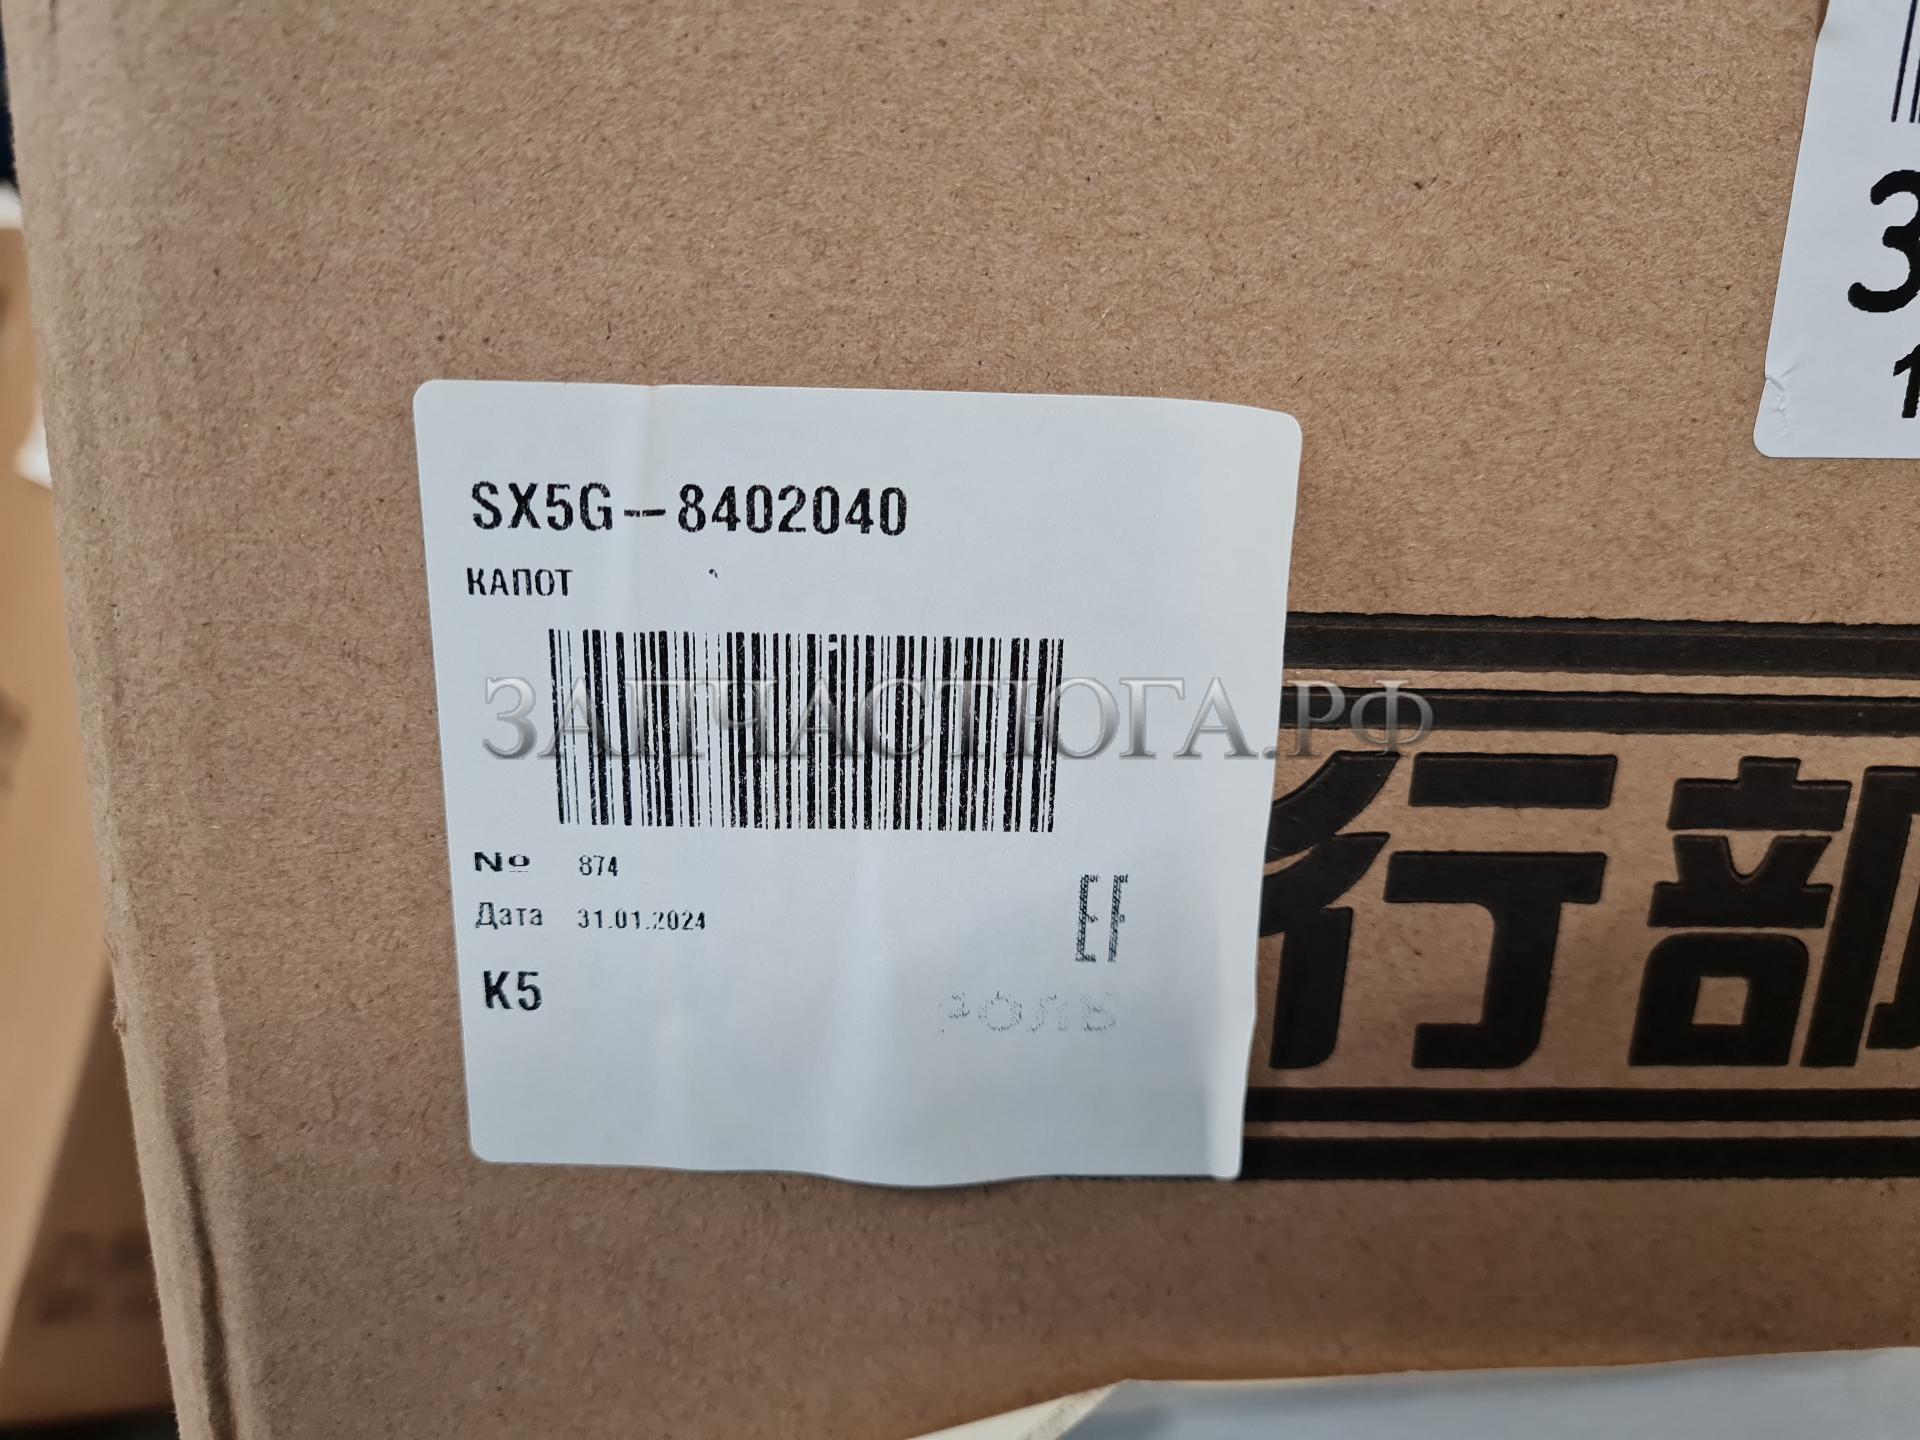 3
1
SX5G-8402040
КАПОТ
ЗАПЧАСТЮГА.РФ
行部
№ 874
Дата 31.01.2024
EF
K5
РОЛЬ